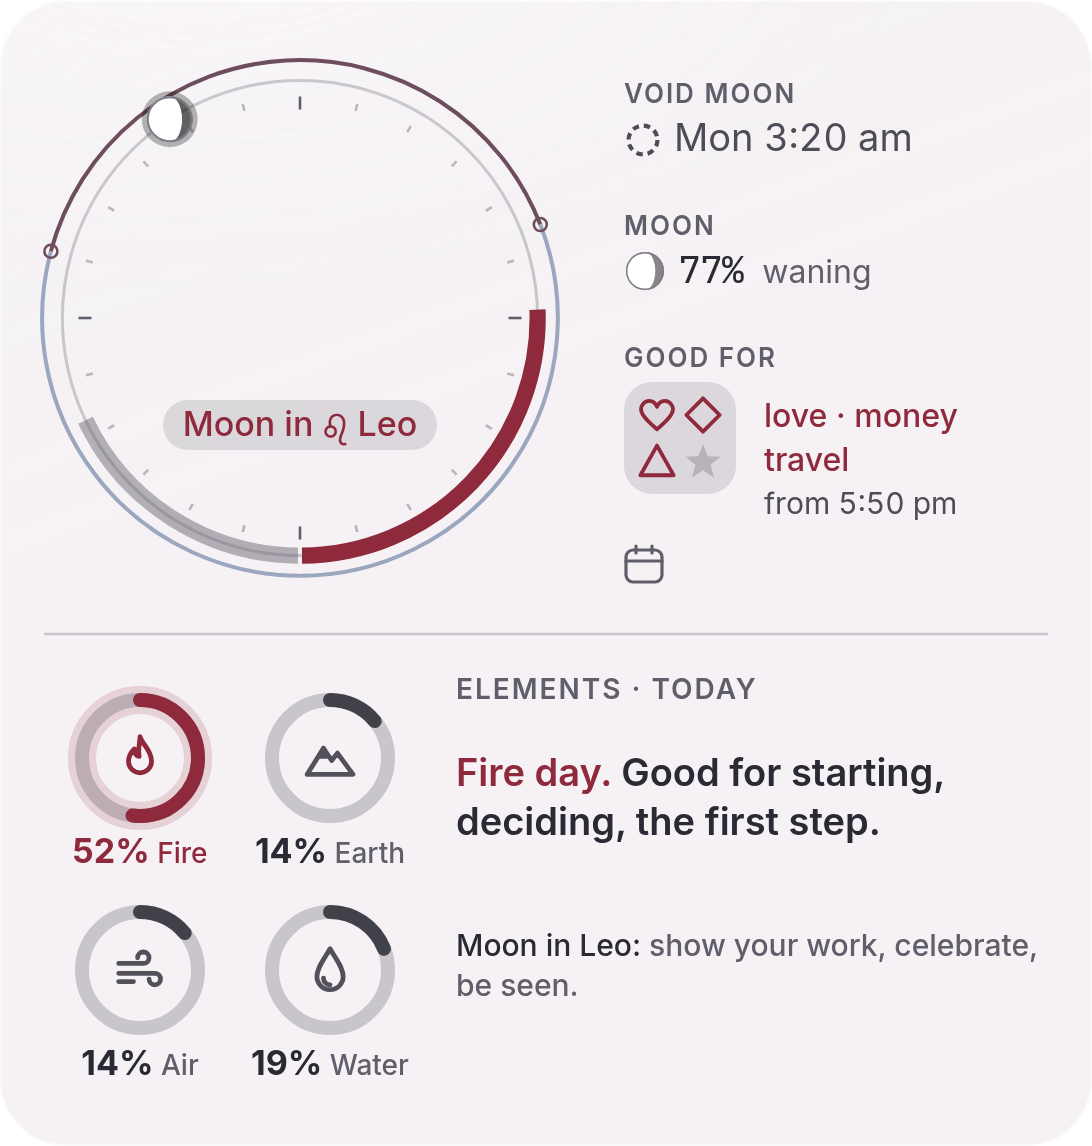 VOID MOON
Mon 3:20 am
MOON
77% waning
GOOD FOR
love · money
travel
from 5:50 pm
Moon in ♌ Leo
ELEMENTS · TODAY
Fire day. Good for starting,
deciding, the first step.
Moon in Leo: show your work, celebrate,
be seen.
52% Fire
14% Earth
14% Air
19% Water